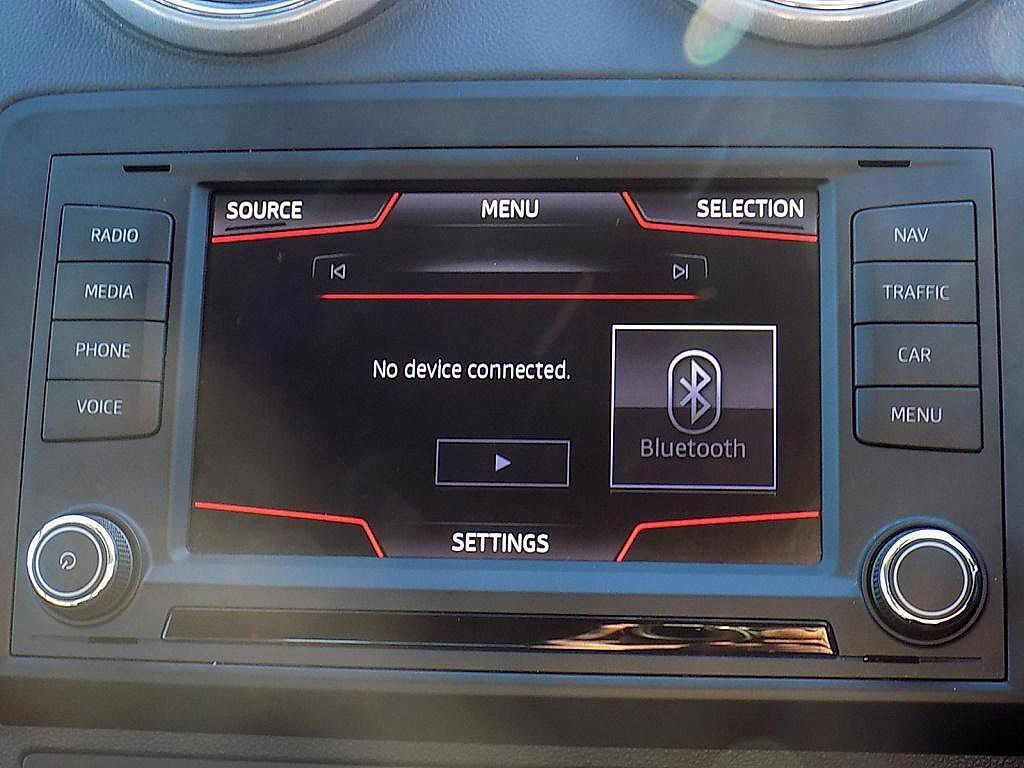 SOURCE MENU SELECTION
RADIO
MEDIA
PHONE
VOICE
No device connected.
Bluetooth
SETTINGS
NAV
TRAFFIC
CAR
MENU